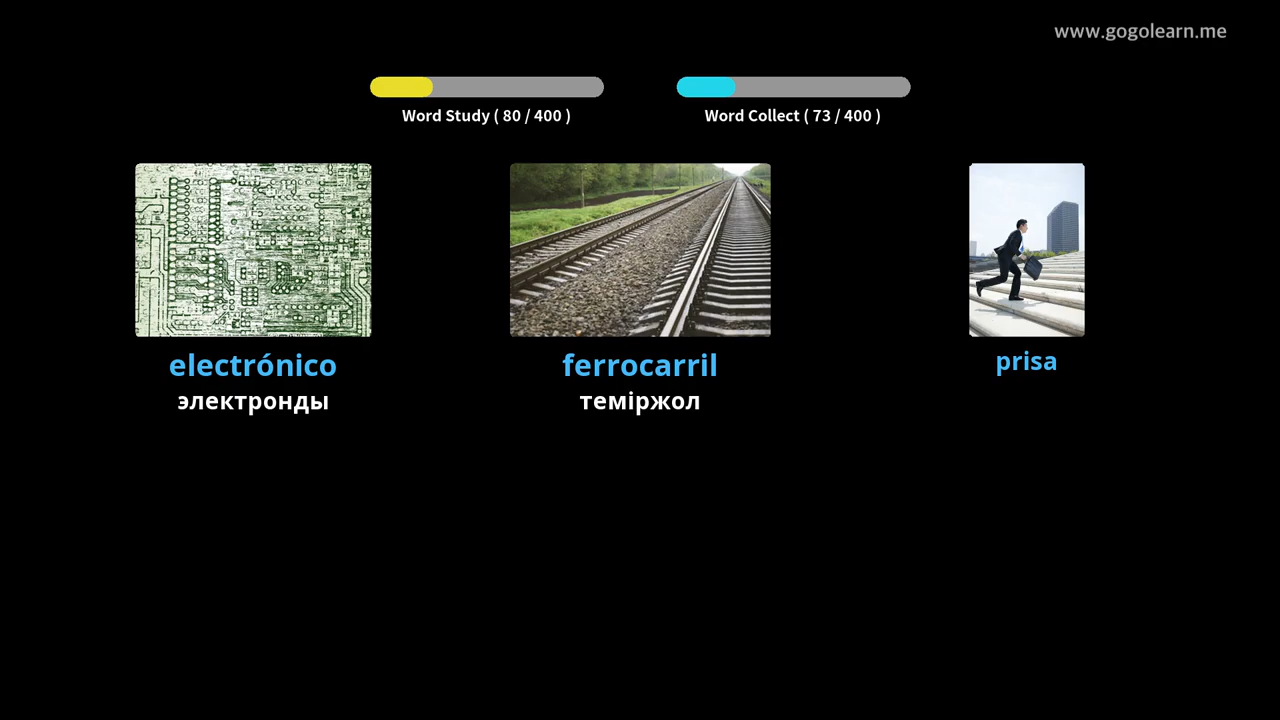 www.gogolearn.me
Word Study ( 80 / 400 )
Word Collect ( 73 / 400 )
electrónico
электронды
ferrocarril
теміржол
prisa